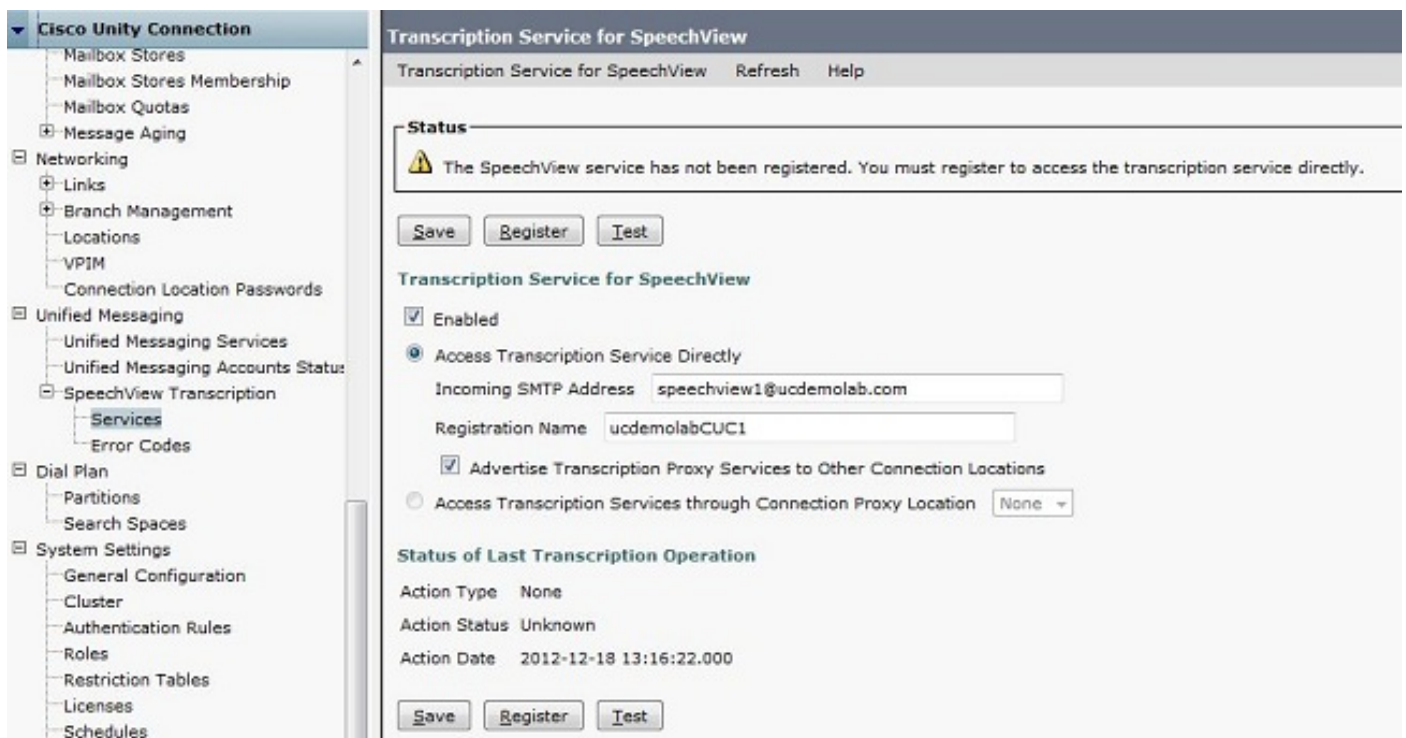 Cisco Unity Connection
Mailbox Stores
Mailbox Stores Membership
Mailbox Quotas
Message Aging
Networking
Links
Branch Management
Locations
VPIM
Connection Location Passwords
Unified Messaging
Unified Messaging Services
Unified Messaging Accounts Status
SpeechView Transcription
Services
Error Codes
Dial Plan
Partitions
Search Spaces
System Settings
General Configuration
Cluster
Authentication Rules
Roles
Restriction Tables
Licenses
Schedules
Transcription Service for SpeechView
Transcription Service for SpeechView Refresh Help
Status
The SpeechView service has not been registered. You must register to access the transcription service directly.
Save Register Test
Transcription Service for SpeechView
Enabled
Access Transcription Service Directly
Incoming SMTP Address speechview1@ucdemolab.com
Registration Name ucdemolabCUC1
Advertise Transcription Proxy Services to Other Connection Locations
Access Transcription Services through Connection Proxy Location None
Status of Last Transcription Operation
Action Type None
Action Status Unknown
Action Date 2012-12-18 13:16:22.000
Save Register Test